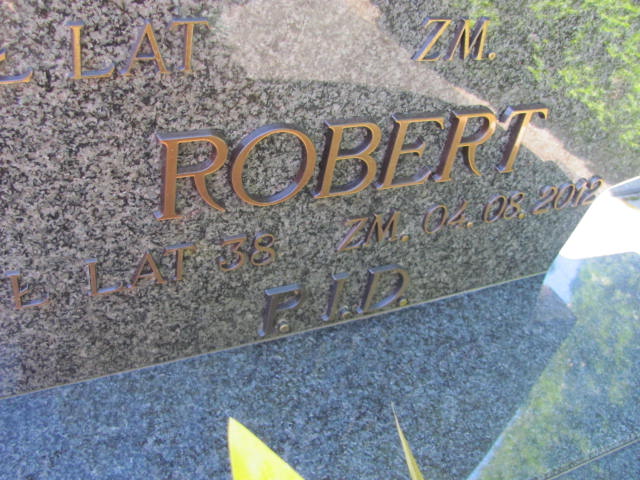 Ł LAT ZM.
ROBERT
Ł LAT 38 ZM. 04.08.2012
P.I.D.